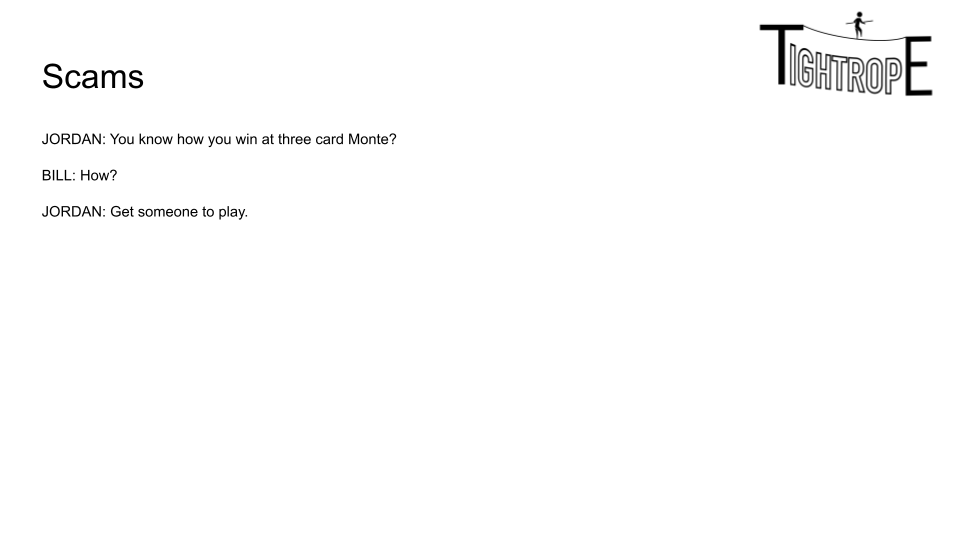 TIGHTROPE
Scams
JORDAN: You know how you win at three card Monte?
BILL: How?
JORDAN: Get someone to play.